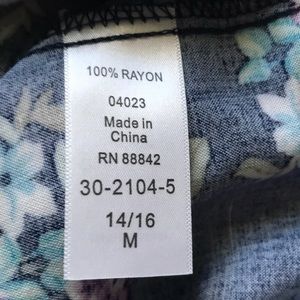 100% RAYON
04023
Made in
China
RN 88842
30-2104-5
14/16
M